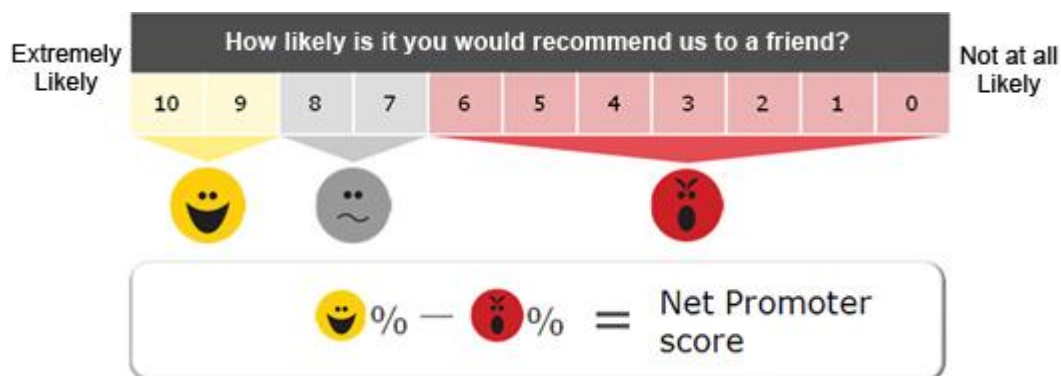 How likely is it you would recommend us to a friend?
Extremely
Likely
Not at all
Likely
10 9 8 7 6 5 4 3 2 1 0
% — % = Net Promoter
score